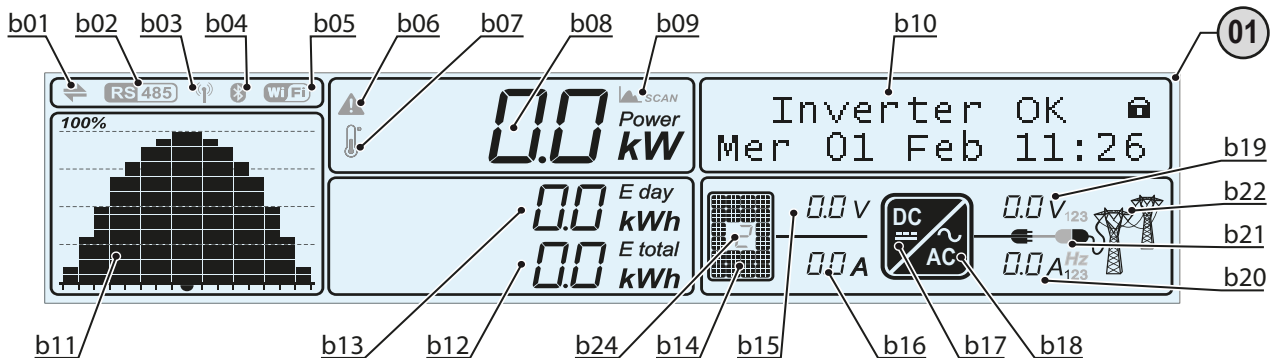 b01 b02 b03 b04 b05 b06 b07 b08 b09 b10 01
RS 485 WiFi
100%
SCAN
0.0 Power kW
Inverter OK
Mer 01 Feb 11:26
0.0 E day kWh
0.0 E total kWh
2
0.0 V
0.0 A
DC
AC
0.0 V 123
Hz
0.0 A 123
b19
b22
b21
b20
b11 b13 b12 b24 b14 b15 b16 b17 b18